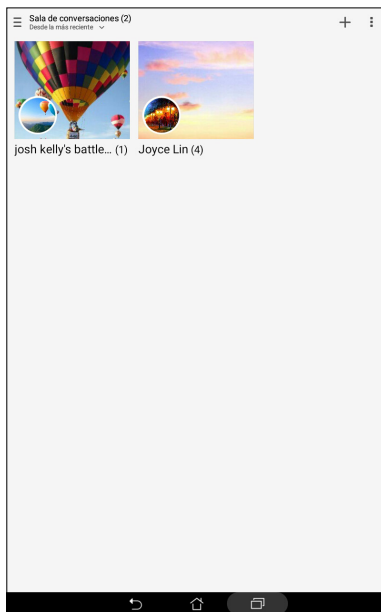 Sala de conversaciones (2)
Desde la más reciente
josh kelly's battle... (1)
Joyce Lin (4)